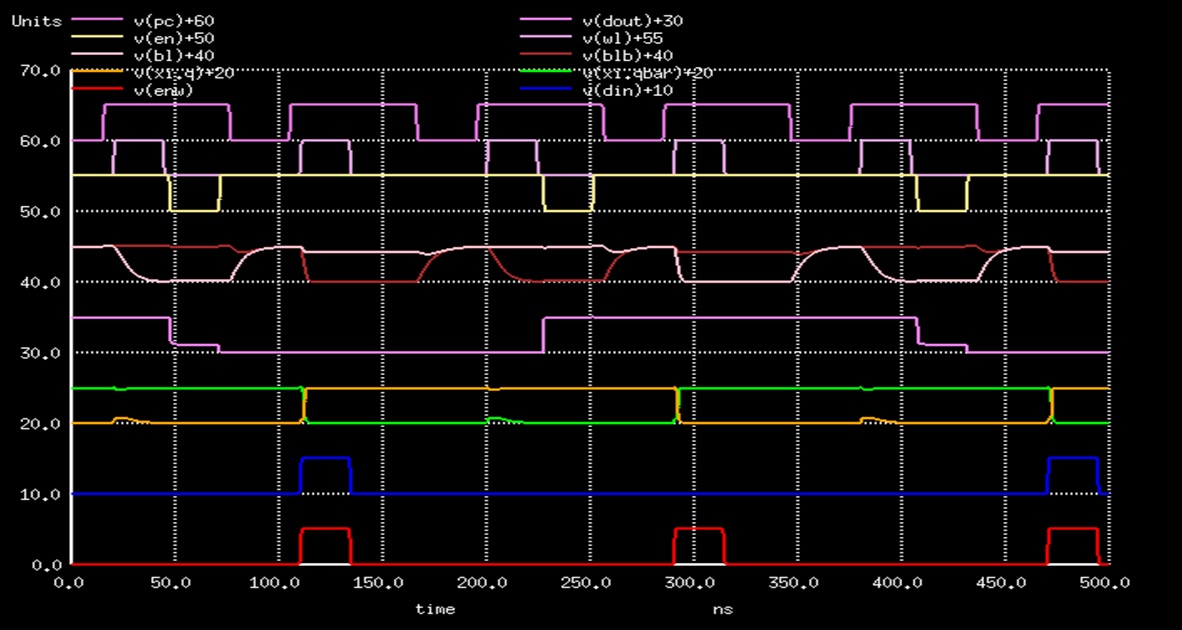 Units v(pc)+60 v(dout)+30
v(en)+50 v(wl)+55
v(bl)+40 v(blb)+40
70.0 v(xi.q)+20 v(xi.qbar)+20
v(enw) v(din)+10
60.0
50.0
40.0
30.0
20.0
10.0
0.0
0.0 50.0 100.0 150.0 200.0 250.0 300.0 350.0 400.0 450.0 500.0
time ns